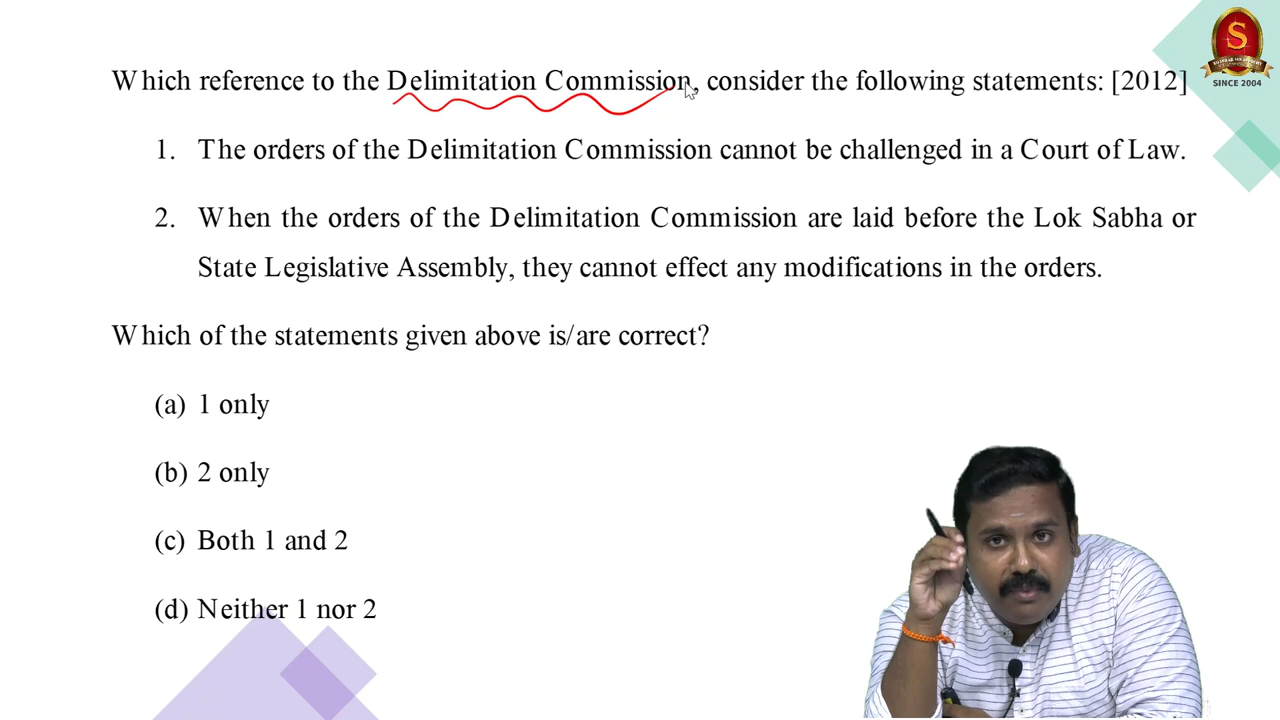 Which reference to the Delimitation Commission, consider the following statements: [2012]
1. The orders of the Delimitation Commission cannot be challenged in a Court of Law.
2. When the orders of the Delimitation Commission are laid before the Lok Sabha or
State Legislative Assembly, they cannot effect any modifications in the orders.
Which of the statements given above is/are correct?
(a) 1 only
(b) 2 only
(c) Both 1 and 2
(d) Neither 1 nor 2
S
SINCE 2004